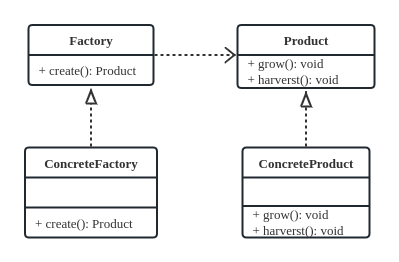 Factory
+ create(): Product
Product
+ grow(): void
+ harverst(): void
ConcreteFactory
+ create(): Product
ConcreteProduct
+ grow(): void
+ harverst(): void